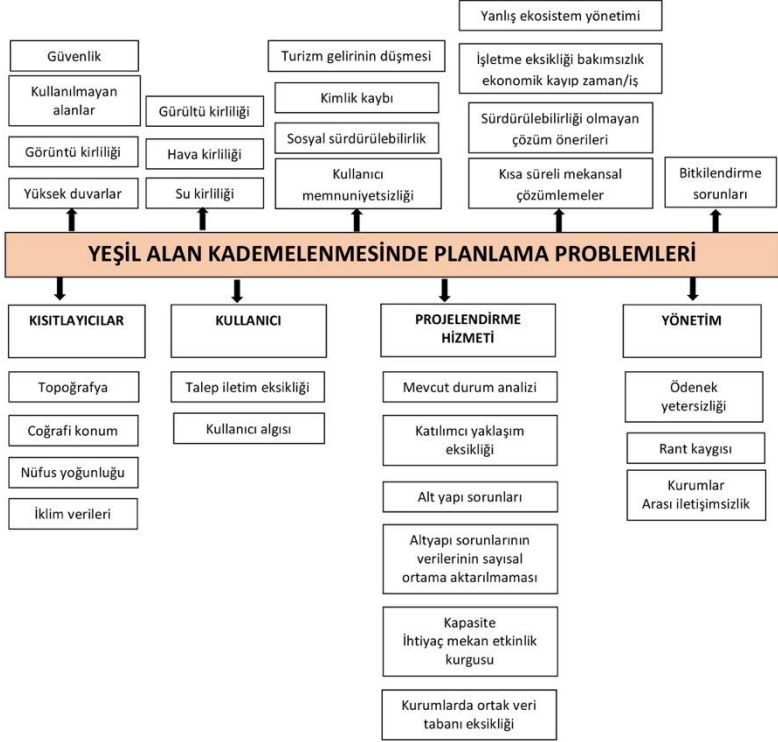 Güvenlik
Kullanılmayan
alanlar
Görüntü kirliliği
Yüksek duvarlar
Gürültü kirliliği
Hava kirliliği
Su kirliliği
Turizm gelirinin düşmesi
Kimlik kaybı
Sosyal sürdürülebilirlik
Kullanıcı
memnuniyetsizliği
Yanlış ekosistem yönetimi
İşletme eksikliği bakımsızlık
ekonomik kayıp zaman/iş
Sürdürülebilirliği olmayan
çözüm önerileri
Kısa süreli mekansal
çözümlemeler
Bitkilendirme
sorunları
YEŞİL ALAN KADEMELENMESİNDE PLANLAMA PROBLEMLERİ
KISITLAYICILAR
Topoğrafya
Coğrafi konum
Nüfus yoğunluğu
İklim verileri
KULLANICI
Talep iletim eksikliği
Kullanıcı algısı
PROJELENDİRME
HİZMETİ
Mevcut durum analizi
Katılımcı yaklaşım
eksikliği
Alt yapı sorunları
Altyapı sorunlarının
verilerinin sayısal
ortama aktarılmaması
Kapasite
İhtiyaç mekan etkinlik
kurgusu
Kurumlarda ortak veri
tabanı eksikliği
YÖNETİM
Ödenek
yetersizliği
Rant kaygısı
Kurumlar
Arası iletişimsizlik